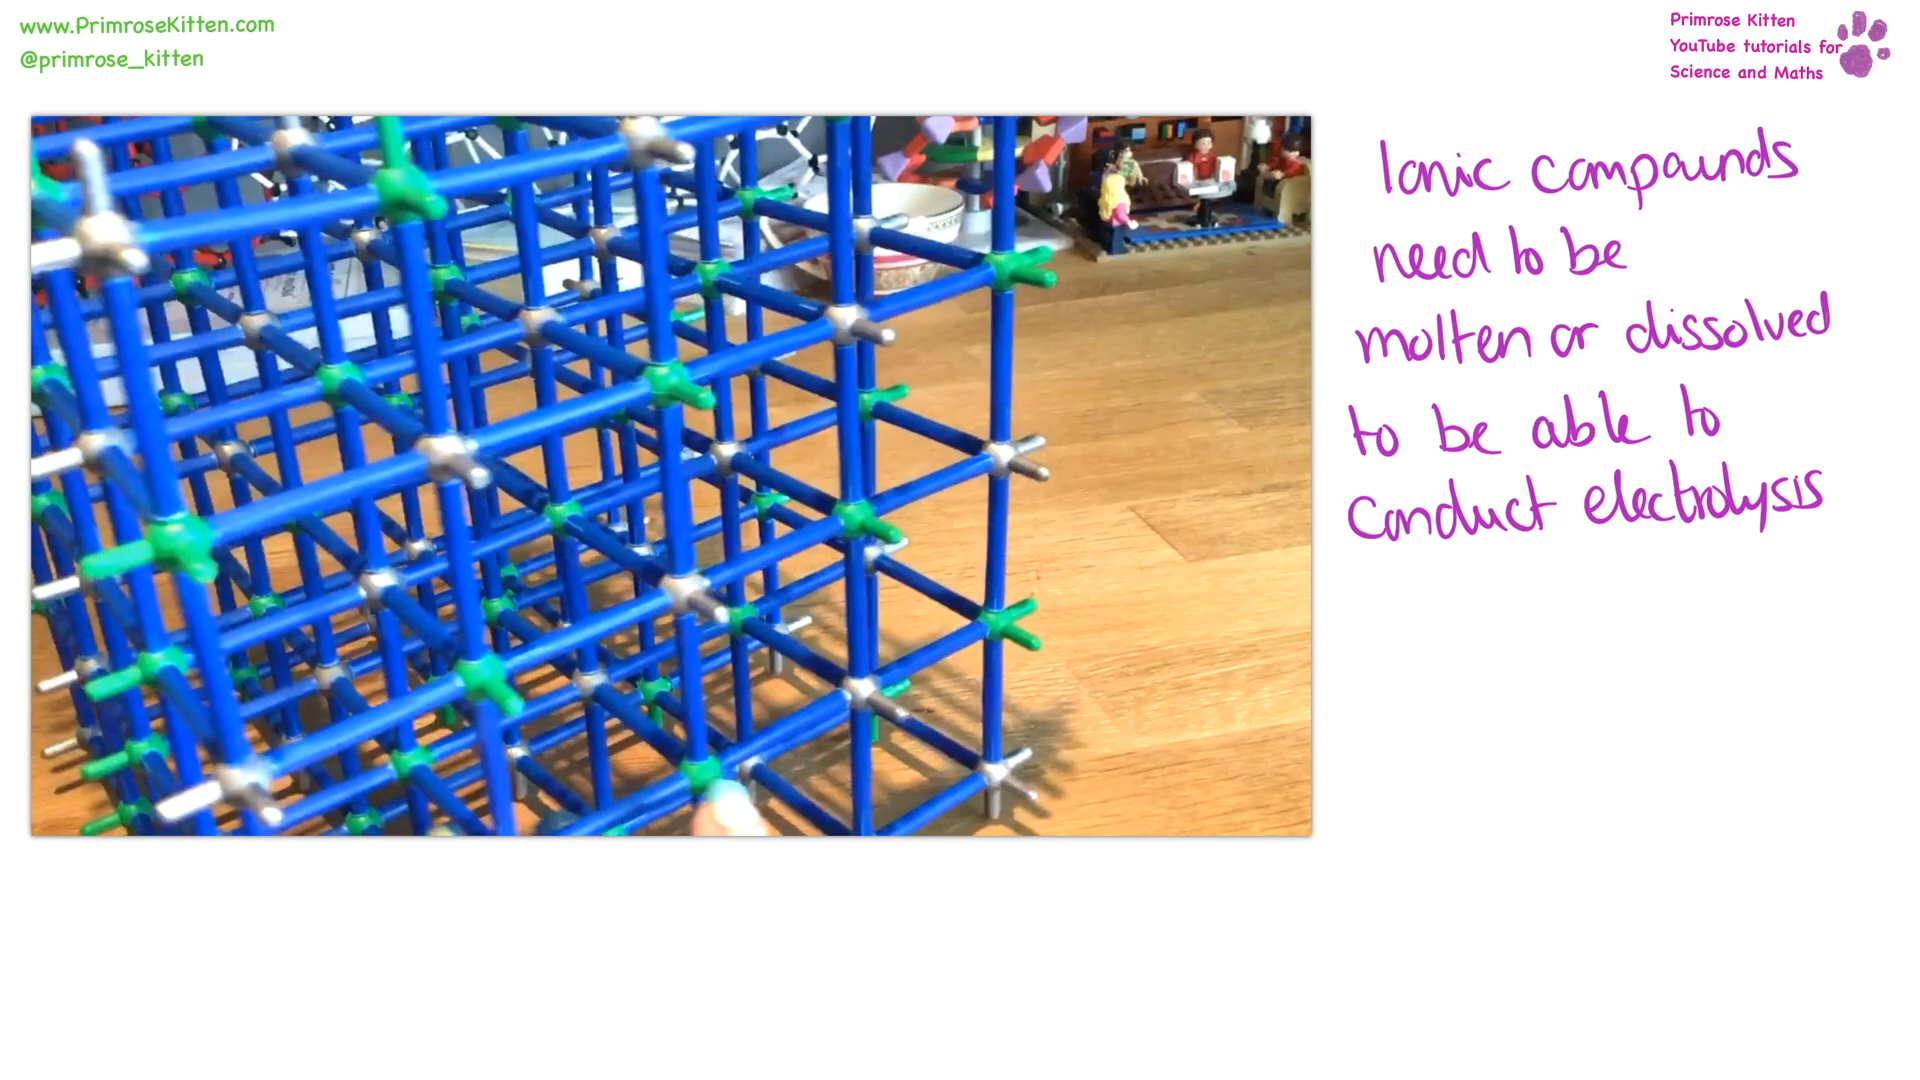 www.PrimroseKitten.com
@primrose_kitten
Primrose Kitten
YouTube tutorials for
Science and Maths
Ionic compounds
need to be
molten or dissolved
to be able to
conduct electrolysis